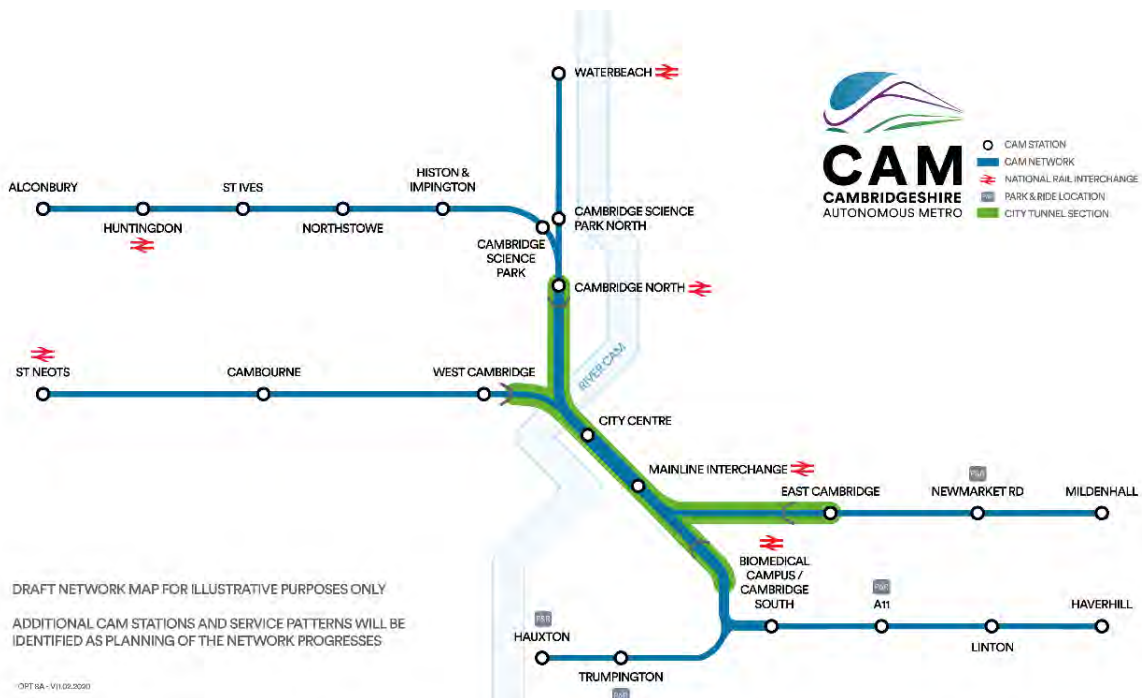 WATERBEACH
ALCONBURY
ST IVES
HISTON &
IMPINGTON
HUNTINGDON
NORTHSTOWE
CAMBRIDGE
SCIENCE
PARK
CAMBRIDGE SCIENCE
PARK NORTH
CAMBRIDGE NORTH
CAM
CAMBRIDGESHIRE
AUTONOMOUS METRO
CAM STATION
CAM NETWORK
NATIONAL RAIL INTERCHANGE
P&R
PARK & RIDE LOCATION
CITY TUNNEL SECTION
ST NEOTS
CAMBOURNE
WEST CAMBRIDGE
RIVER CAM
CITY CENTRE
MAINLINE INTERCHANGE
EAST CAMBRIDGE
P&R
NEWMARKET RD
MILDENHALL
BIOMEDICAL
CAMPUS /
CAMBRIDGE
SOUTH
P&R
A11
LINTON
HAVERHILL
P&R
HAUXTON
TRUMPINGTON
P&R
DRAFT NETWORK MAP FOR ILLUSTRATIVE PURPOSES ONLY
ADDITIONAL CAM STATIONS AND SERVICE PATTERNS WILL BE
IDENTIFIED AS PLANNING OF THE NETWORK PROGRESSES